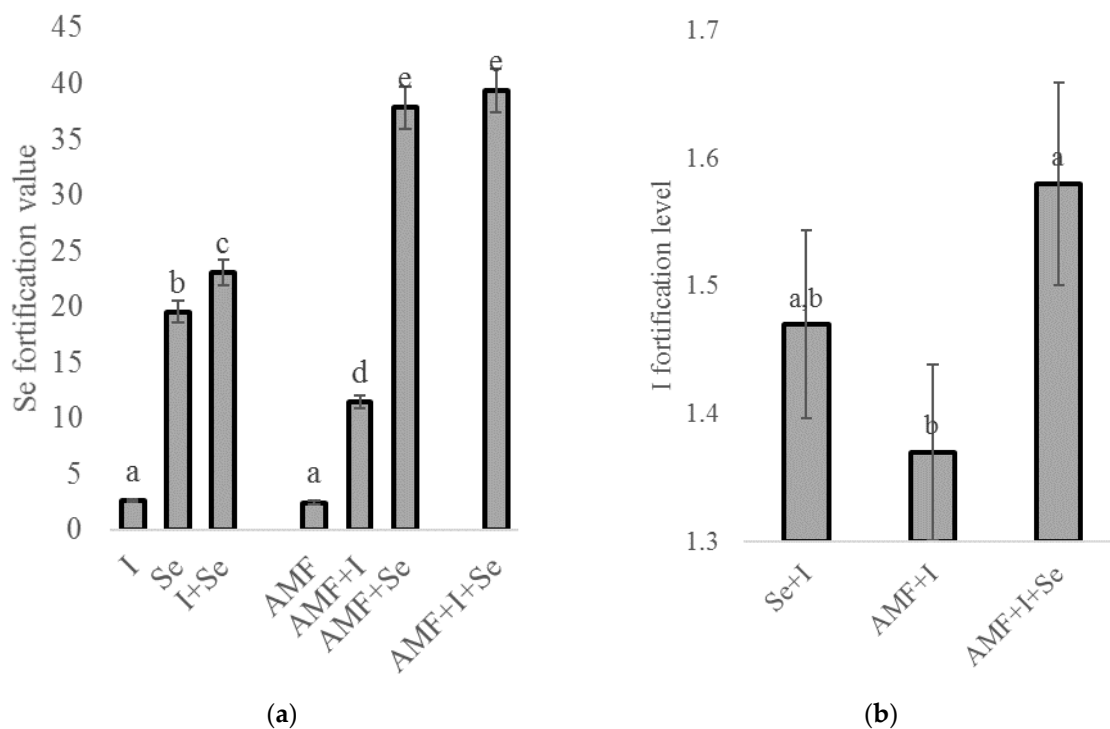 Se fortification value
45
40
35
30
25
20
15
10
5
0
a
b
c
a
d
e
e
I
Se
I+Se
AMF
AMF+I
AMF+Se
AMF+I+Se
(a)
I fortification level
1.7
1.6
1.5
1.4
1.3
a,b
b
a
Se+I
AMF+I
AMF+I+Se
(b)